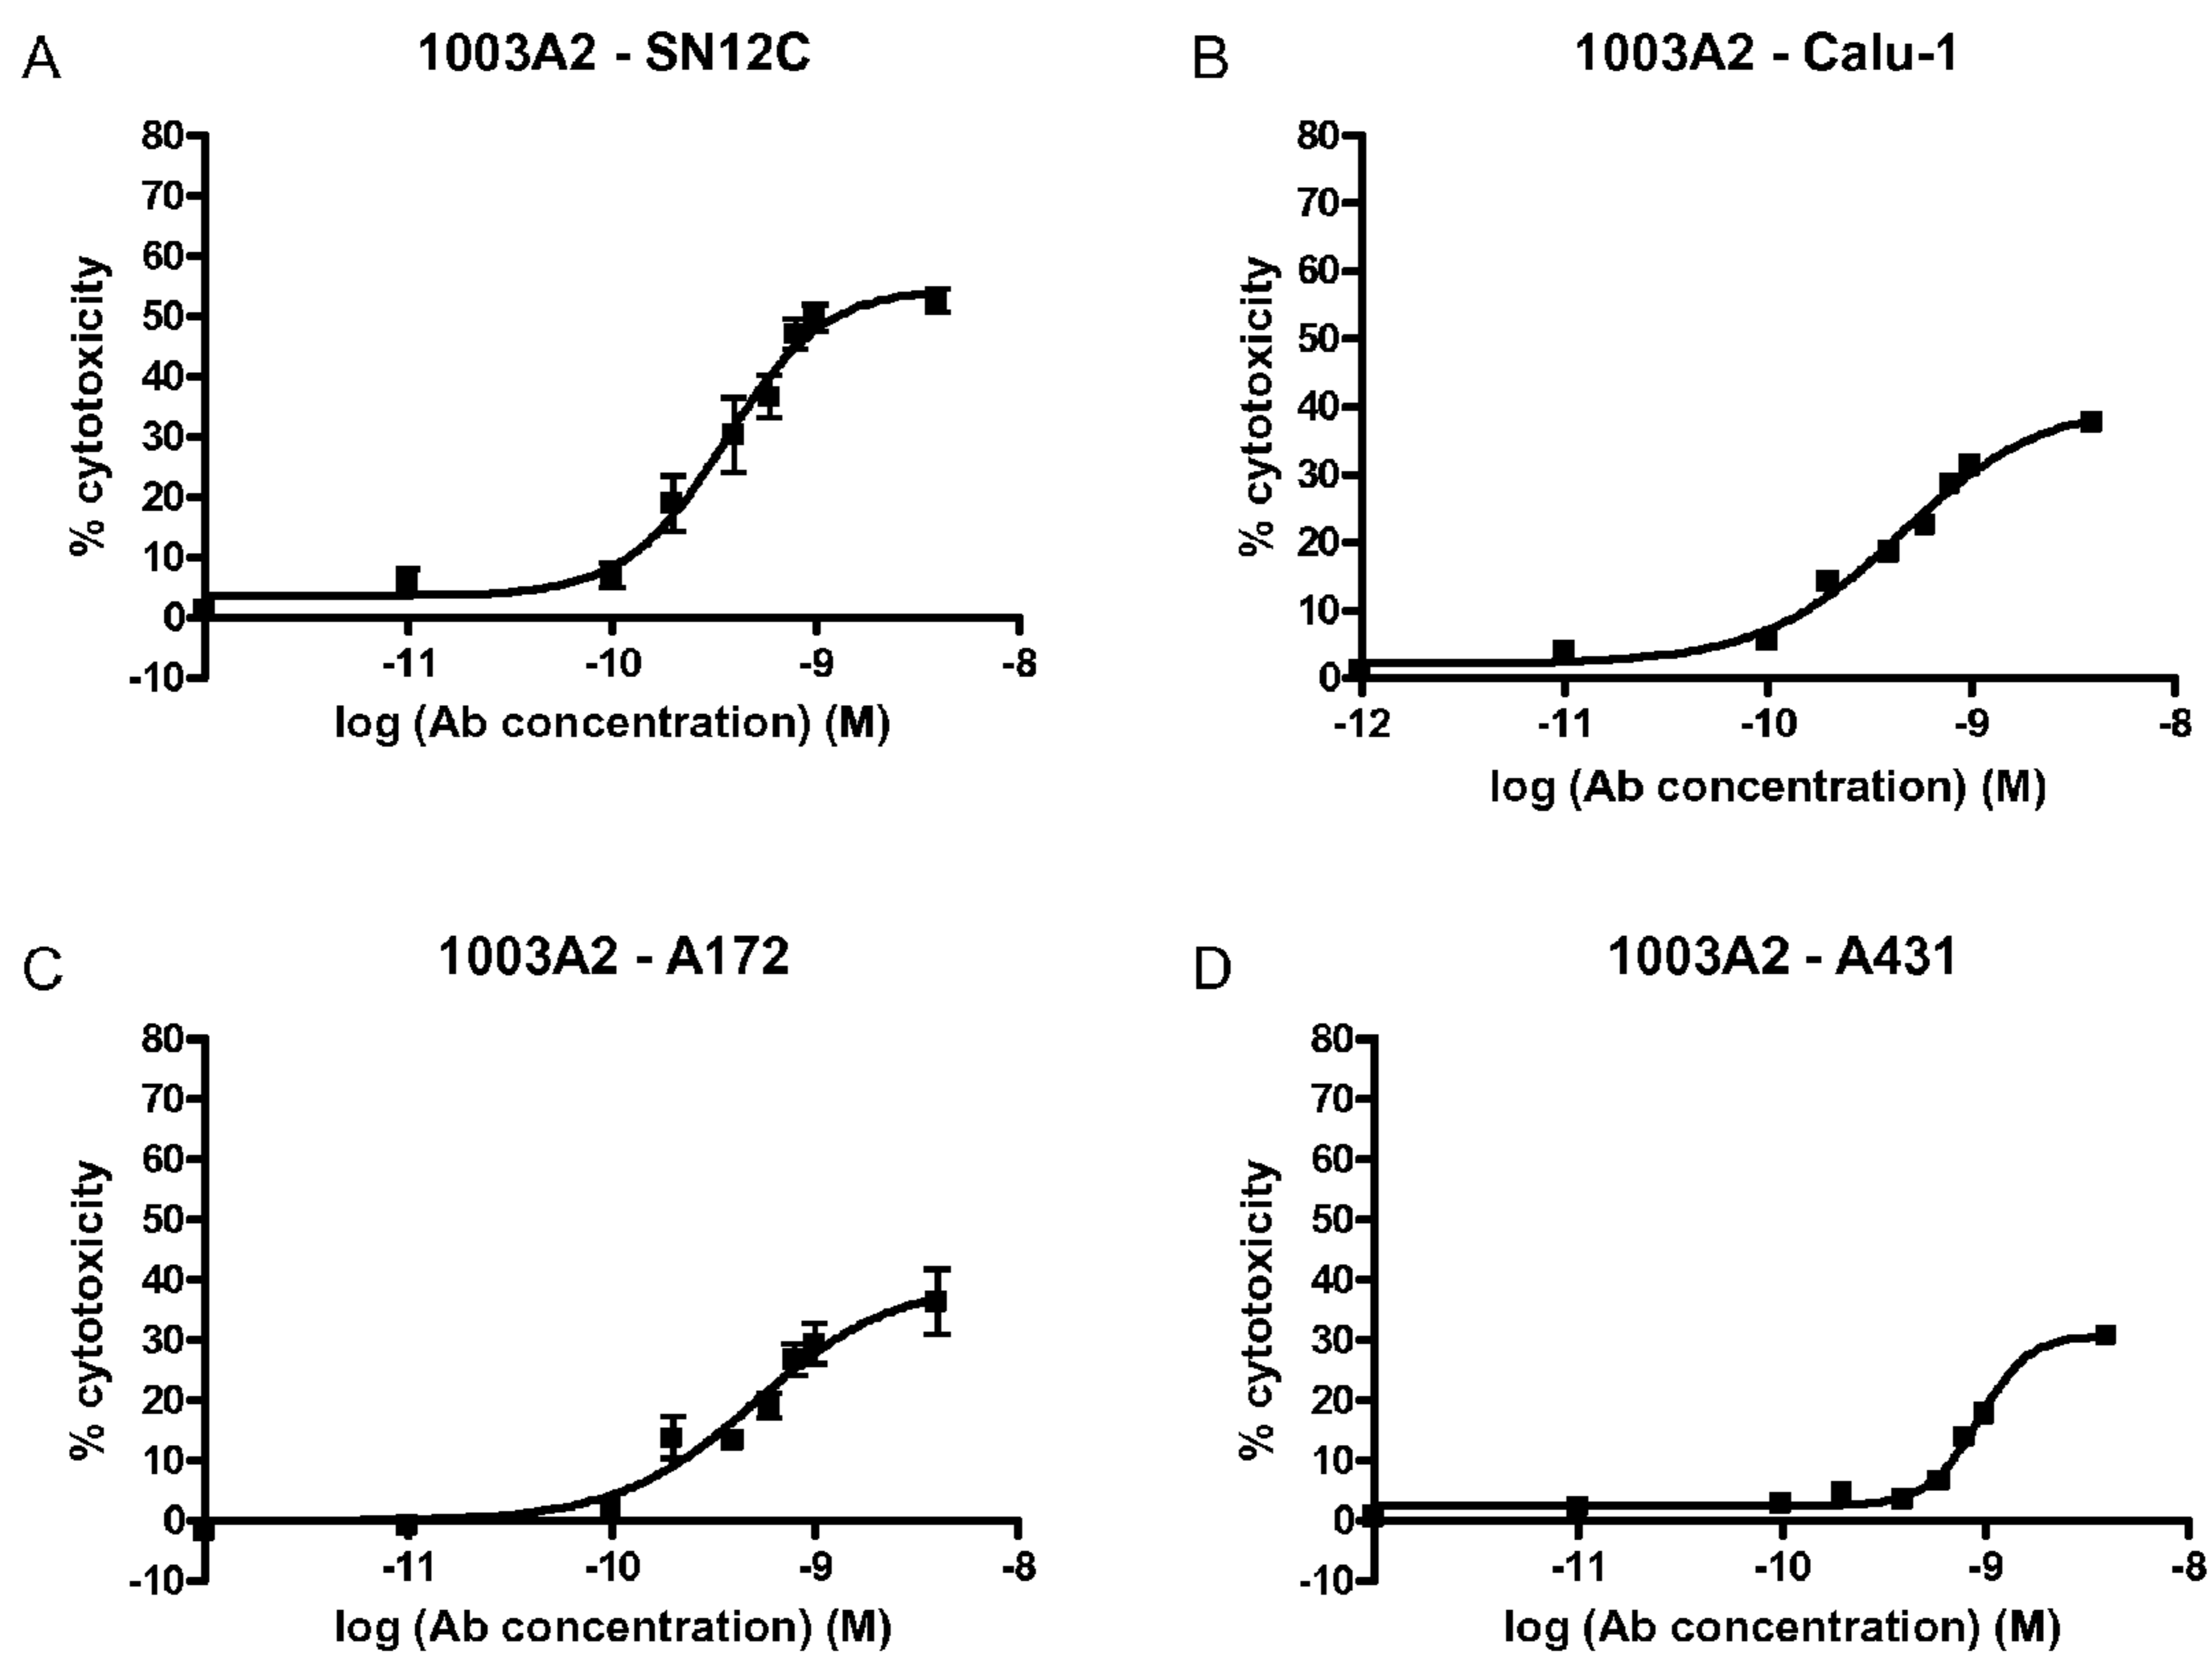 A
1003A2 - SN12C
80
70
60
50
40
30
20
10
0
-10
% cytotoxicity
-11 -10 -9 -8
log (Ab concentration) (M)
B
1003A2 - Calu-1
80
70
60
50
40
30
20
10
0
% cytotoxicity
-12 -11 -10 -9 -8
log (Ab concentration) (M)
C
1003A2 - A172
80
70
60
50
40
30
20
10
0
-10
% cytotoxicity
-11 -10 -9 -8
log (Ab concentration) (M)
D
1003A2 - A431
80
70
60
50
40
30
20
10
0
-10
% cytotoxicity
-11 -10 -9 -8
log (Ab concentration) (M)